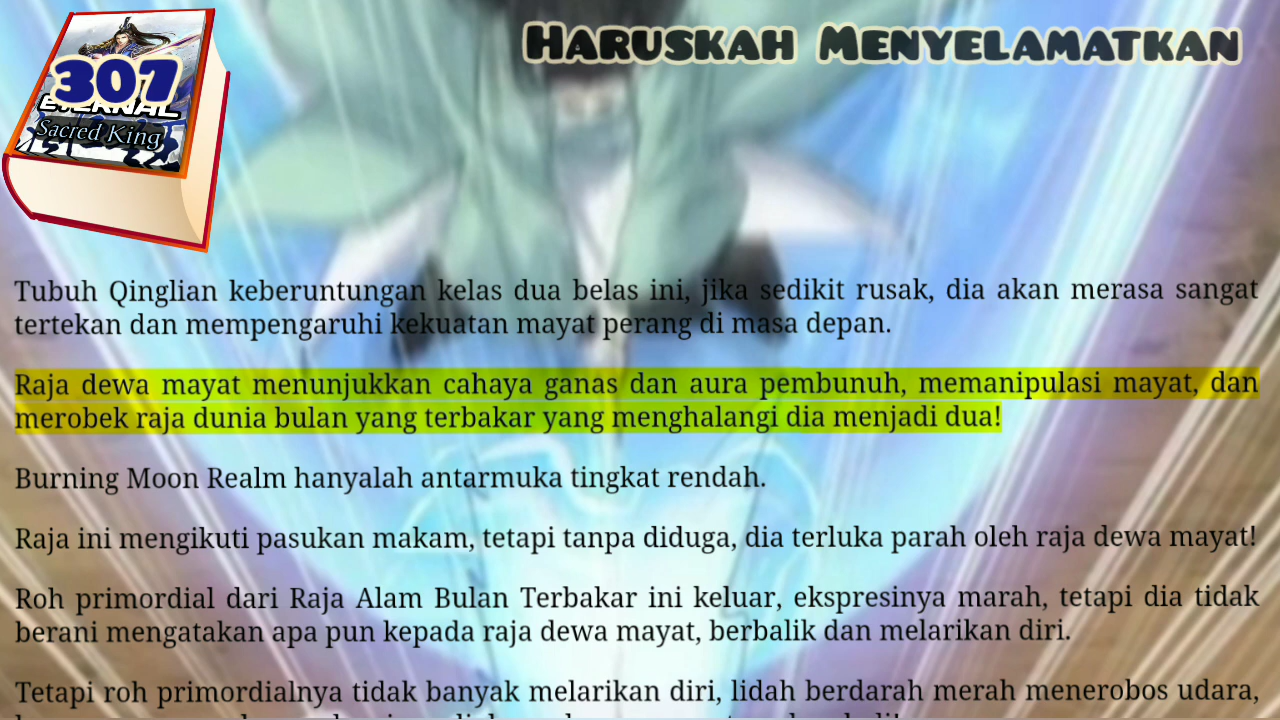 HARUSKAH MENYELAMATKAN
307
ETERNAL
Sacred King
Tubuh Qinglian keberuntungan kelas dua belas ini, jika sedikit rusak, dia akan merasa sangat
tertekan dan mempengaruhi kekuatan mayat perang di masa depan.
Raja dewa mayat menunjukkan cahaya ganas dan aura pembunuh, memanipulasi mayat, dan
merobek raja dunia bulan yang terbakar yang menghalangi dia menjadi dua!
Burning Moon Realm hanyalah antarmuka tingkat rendah.
Raja ini mengikuti pasukan makam, tetapi tanpa diduga, dia terluka parah oleh raja dewa mayat!
Roh primordial dari Raja Alam Bulan Terbakar ini keluar, ekspresinya marah, tetapi dia tidak
berani mengatakan apa pun kepada raja dewa mayat, berbalik dan melarikan diri.
Tetapi roh primordialnya tidak banyak melarikan diri, lidah berdarah merah menerobos udara,